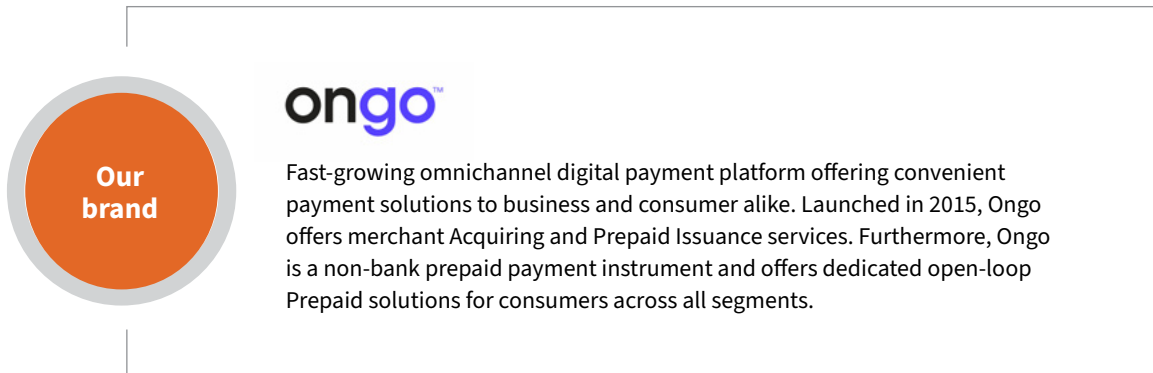 Our
brand
ongo™
Fast-growing omnichannel digital payment platform offering convenient
payment solutions to business and consumer alike. Launched in 2015, Ongo
offers merchant Acquiring and Prepaid Issuance services. Furthermore, Ongo
is a non-bank prepaid payment instrument and offers dedicated open-loop
Prepaid solutions for consumers across all segments.